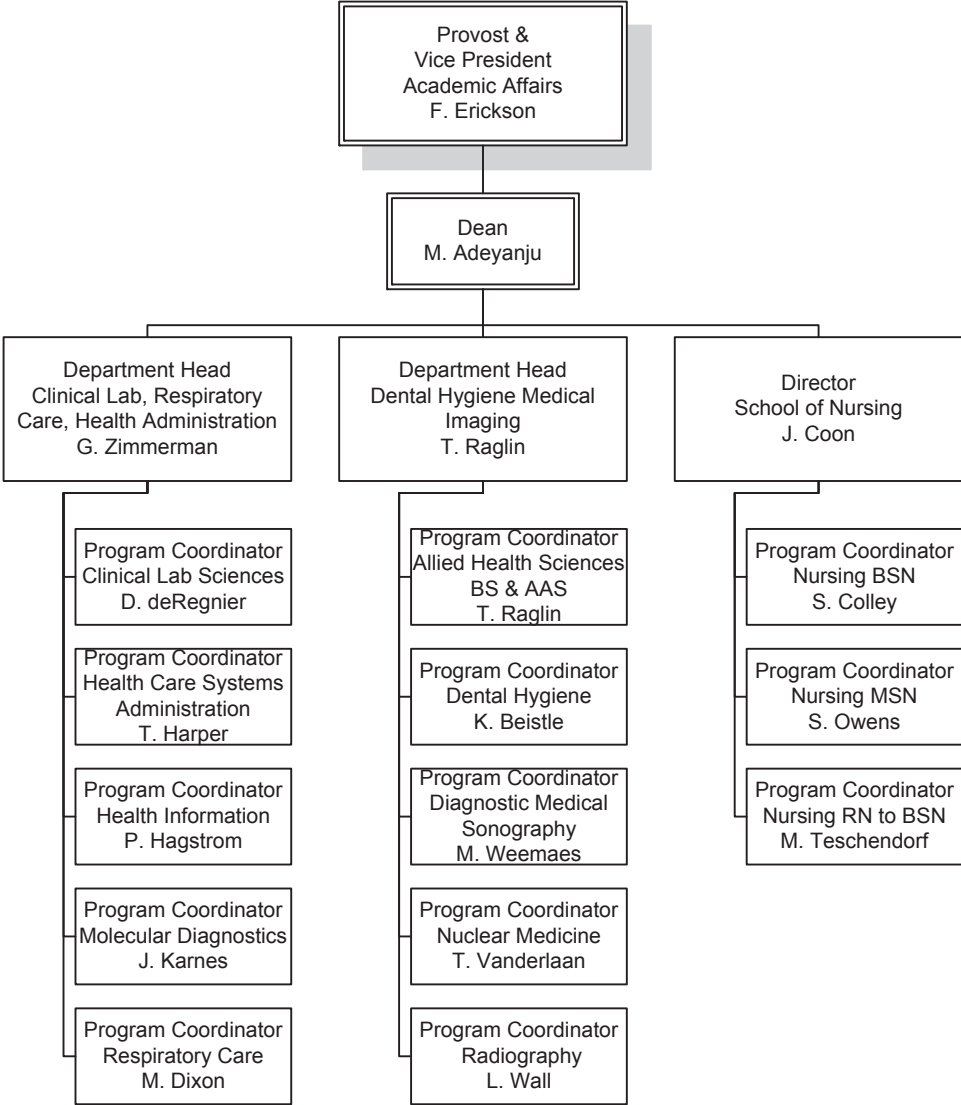 Provost &
Vice President
Academic Affairs
F. Erickson
Dean
M. Adeyanju
Department Head
Clinical Lab, Respiratory
Care, Health Administration
G. Zimmerman
Program Coordinator
Clinical Lab Sciences
D. deRegnier
Program Coordinator
Health Care Systems
Administration
T. Harper
Program Coordinator
Health Information
P. Hagstrom
Program Coordinator
Molecular Diagnostics
J. Karnes
Program Coordinator
Respiratory Care
M. Dixon
Department Head
Dental Hygiene Medical
Imaging
T. Raglin
Program Coordinator
Allied Health Sciences
BS & AAS
T. Raglin
Program Coordinator
Dental Hygiene
K. Beistle
Program Coordinator
Diagnostic Medical
Sonography
M. Weemaes
Program Coordinator
Nuclear Medicine
T. Vanderlaan
Program Coordinator
Radiography
L. Wall
Director
School of Nursing
J. Coon
Program Coordinator
Nursing BSN
S. Colley
Program Coordinator
Nursing MSN
S. Owens
Program Coordinator
Nursing RN to BSN
M. Teschendorf